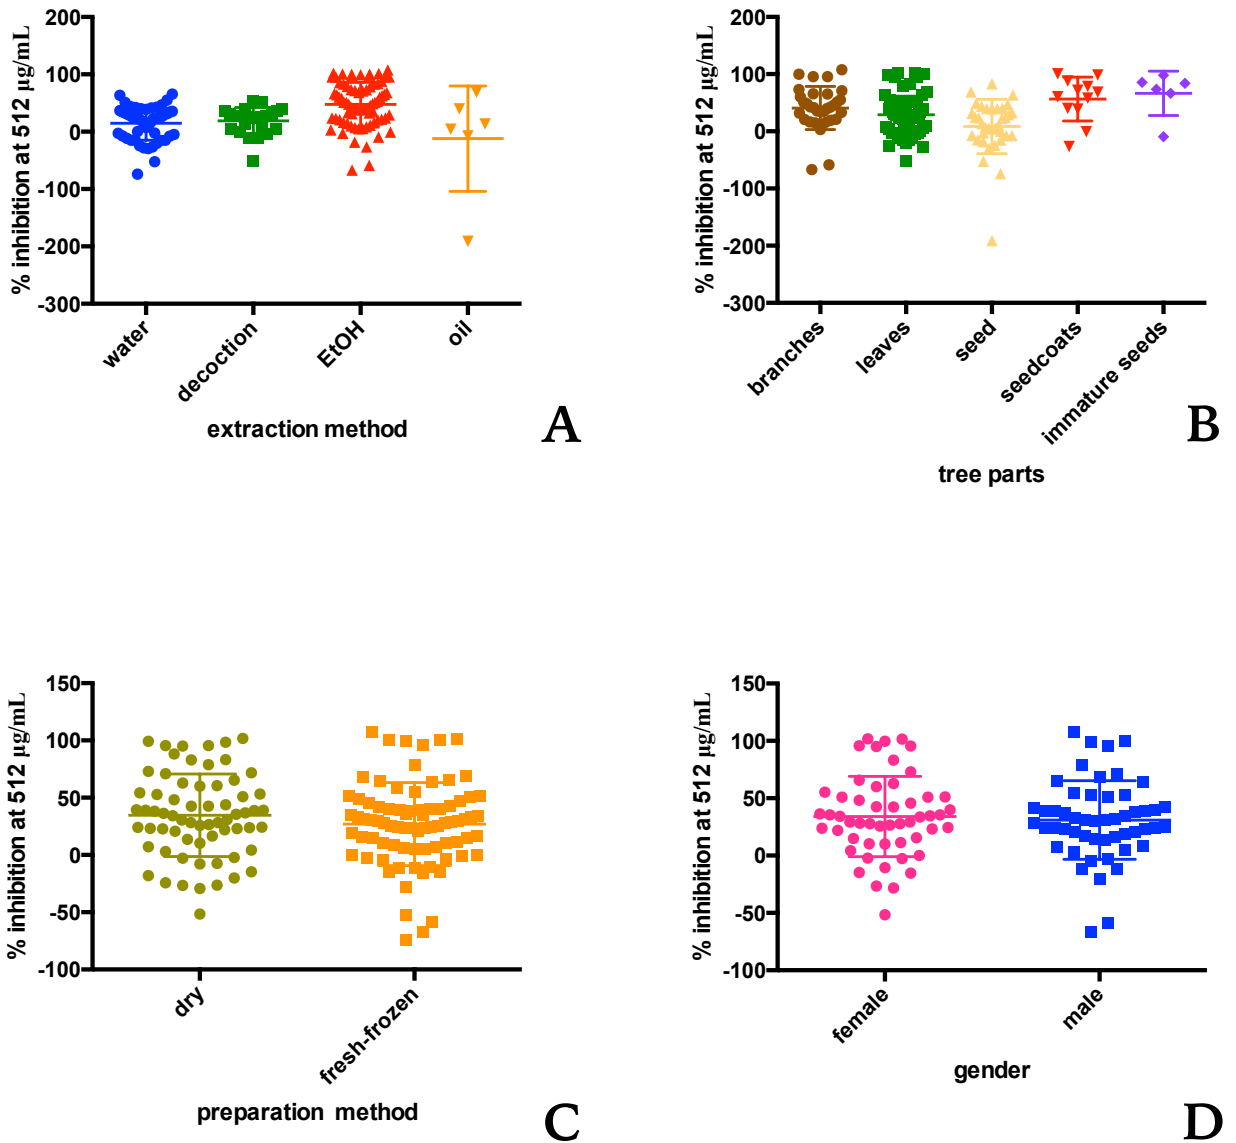 % inhibition at 512 µg/mL
200
100
0
-100
-200
-300
water
decoction
EtOH
oil
extraction method
A
% inhibition at 512 µg/mL
200
100
0
-100
-200
-300
branches
leaves
seed
seedcoats
immature seeds
tree parts
B
% inhibition at 512 µg/mL
150
100
50
0
-50
-100
dry
fresh-frozen
preparation method
C
% inhibition at 512 µg/mL
150
100
50
0
-50
-100
female
male
gender
D